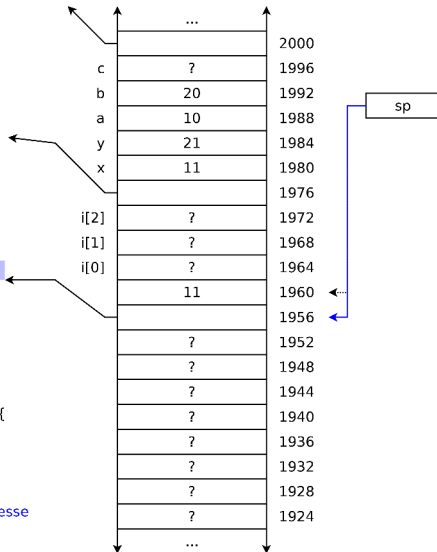 ...
2000
c ? 1996
b 20 1992
a 10 1988
sp
y 21 1984
x 11 1980
1976
i[2] ? 1972
i[1] ? 1968
i[0] ? 1964
11 1960
1956
? 1952
? 1948
? 1944
{ ? 1940
? 1936
? 1932
? 1928
esse ? 1924
...